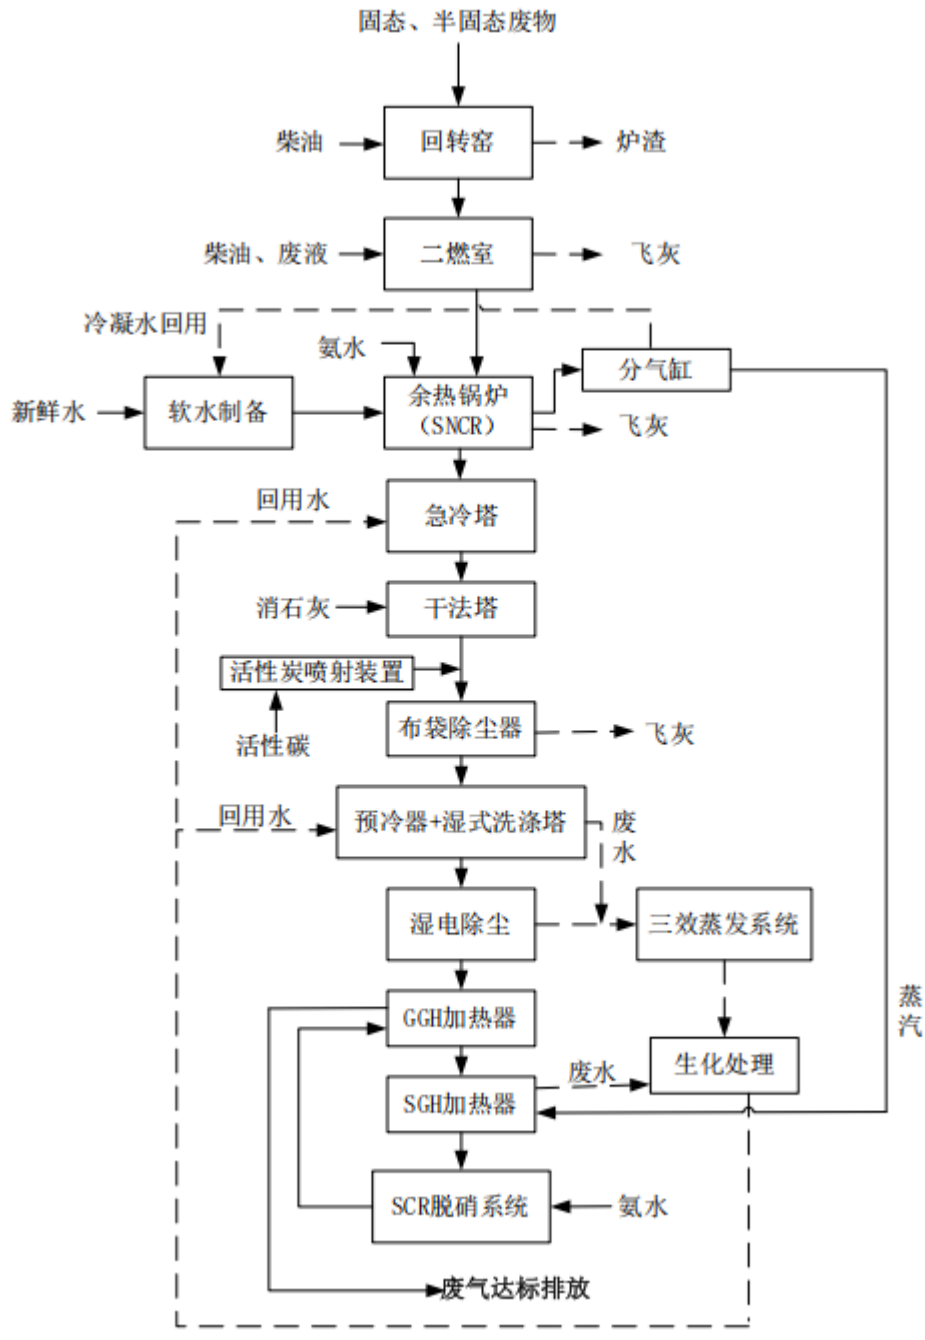 固态、半固态废物
柴油
回转窑
炉渣
柴油、废液
二燃室
飞灰
冷凝水回用
氨水
分气缸
新鲜水
软水制备
余热锅炉
（SNCR）
飞灰
回用水
急冷塔
消石灰
干法塔
活性炭喷射装置
活性碳
布袋除尘器
飞灰
回用水
预冷器+湿式洗涤塔
废
水
湿电除尘
三效蒸发系统
蒸
汽
GGH加热器
废水
生化处理
SGH加热器
SCR脱硝系统
氨水
废气达标排放